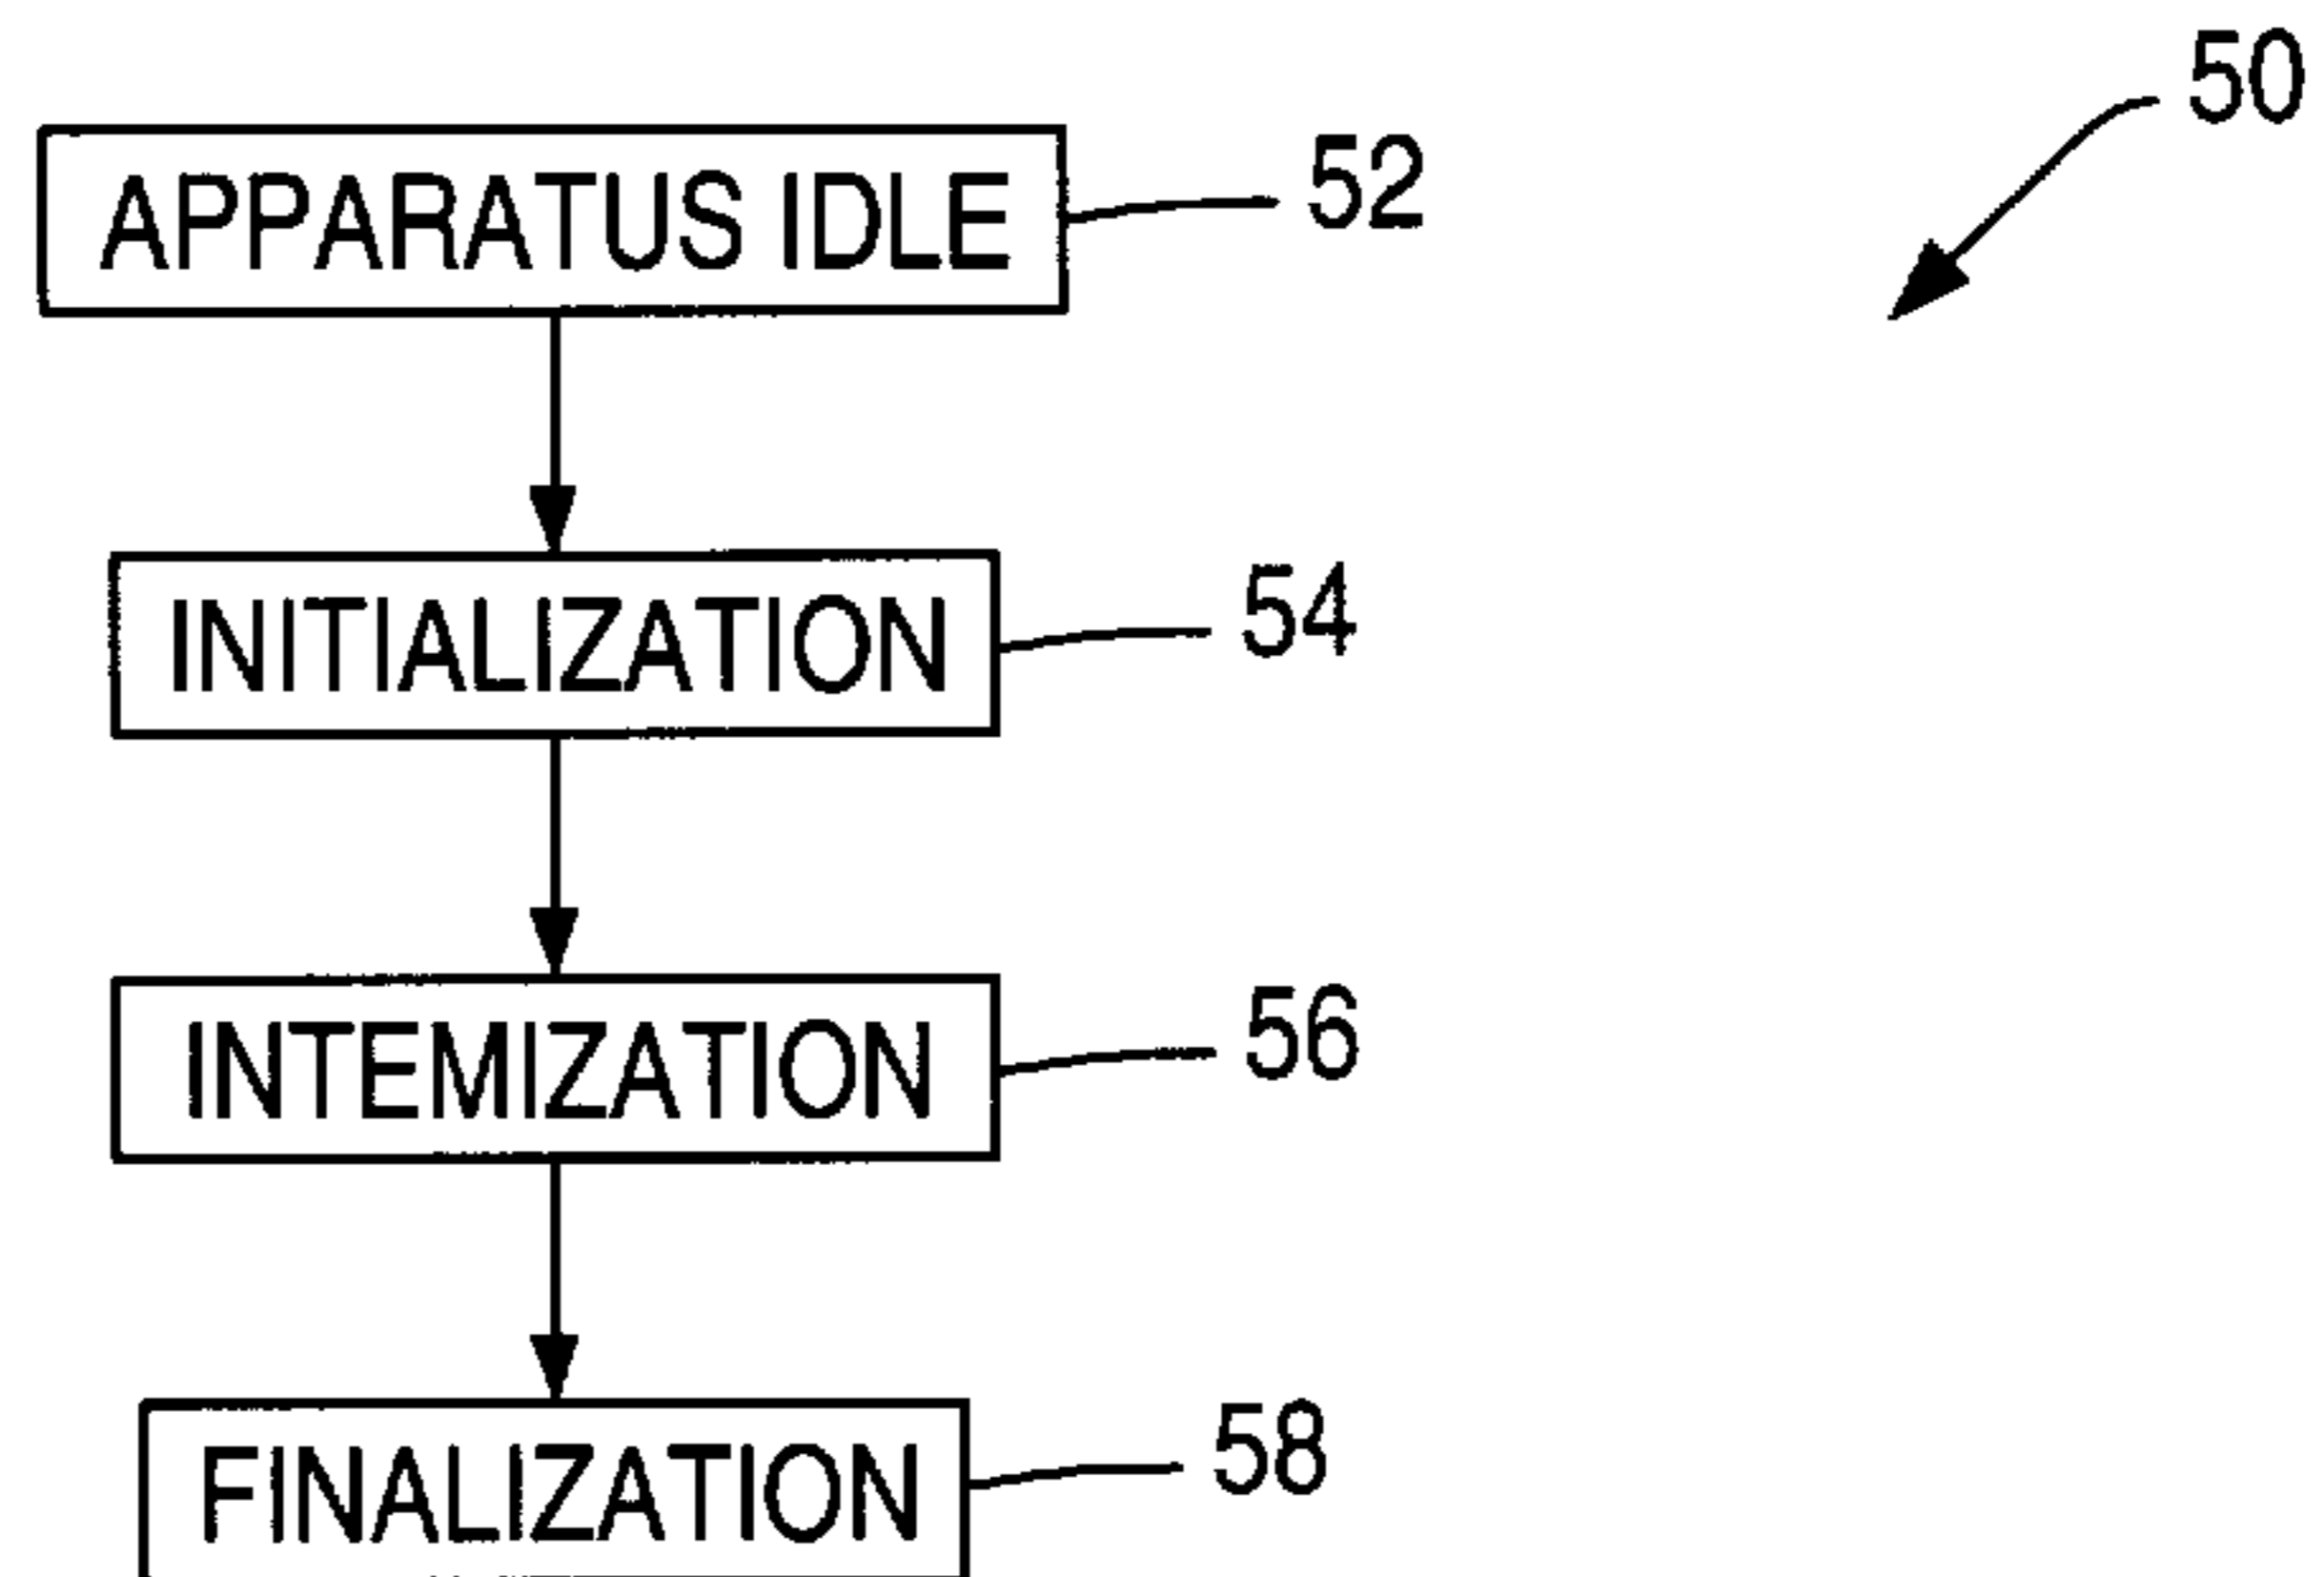 50
APPARATUS IDLE 52
INITIALIZATION 54
INTEMIZATION 56
FINALIZATION 58